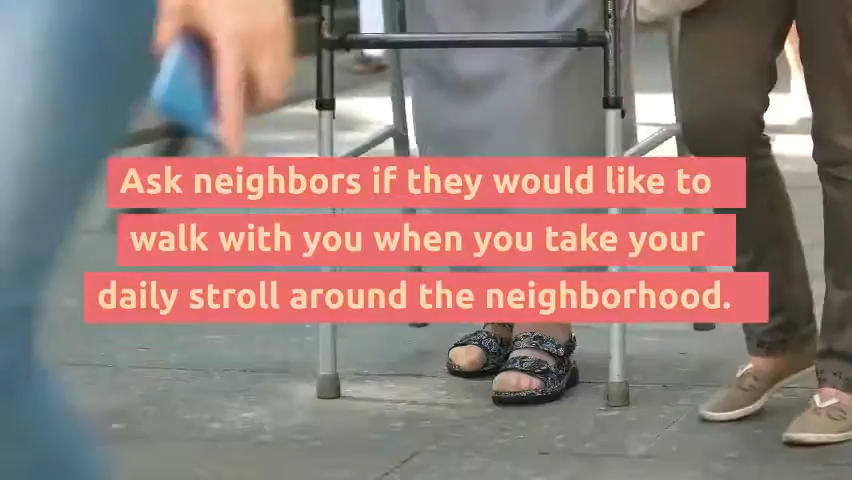 Ask neighbors if they would like to
walk with you when you take your
daily stroll around the neighborhood.